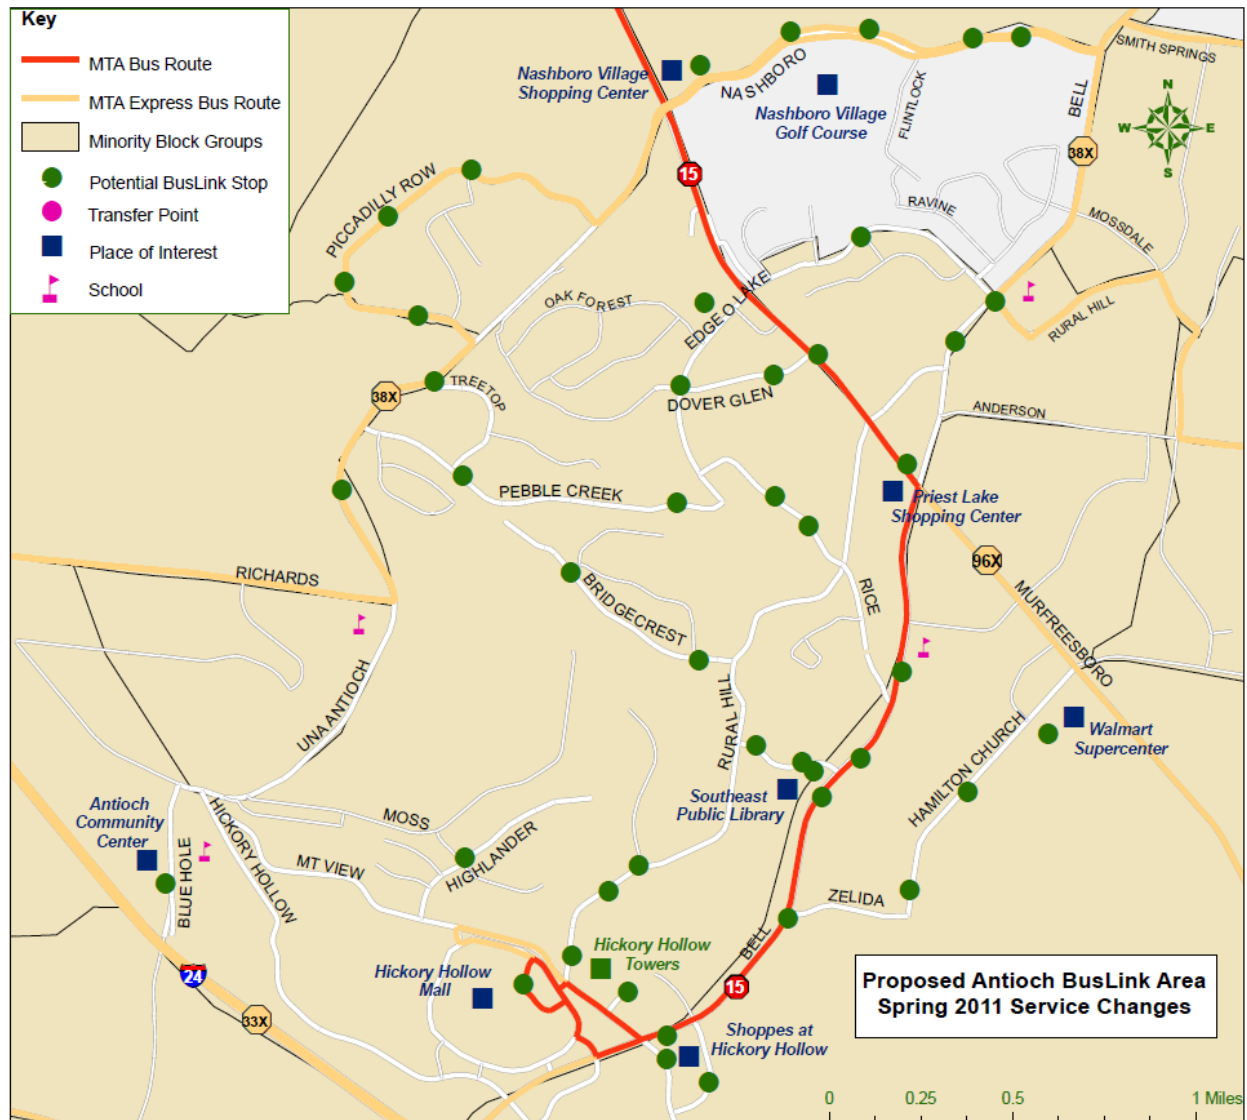 Key
MTA Bus Route
MTA Express Bus Route
Minority Block Groups
Potential BusLink Stop
Transfer Point
Place of Interest
School
Nashboro Village
Shopping Center
NASHBORO
Nashboro Village
Golf Course
FLINTLOCK
BELL
SMITH SPRINGS
N
W E
S
38X
15
PICCADILLY ROW
RAVINE
MOSSDALE
OAK FOREST
EDGE O LAKE
RURAL HILL
38X
TREETOP
DOVER GLEN
ANDERSON
PEBBLE CREEK
Priest Lake
Shopping Center
96X
RICHARDS
BRIDGECREST
RICE
MURFREESBORO
UNA ANTIOCH
RURAL HILL
HAMILTON CHURCH
Walmart
Supercenter
Southeast
Public Library
Antioch
Community
Center
HICKORY HOLLOW
MOSS
HIGHLANDER
MT VIEW
BLUE HOLE
ZELIDA
BELL
Hickory Hollow
Towers
Hickory Hollow
Mall
24
33X
15
Shoppes at
Hickory Hollow
Proposed Antioch BusLink Area
Spring 2011 Service Changes
0 0.25 0.5 1 Miles